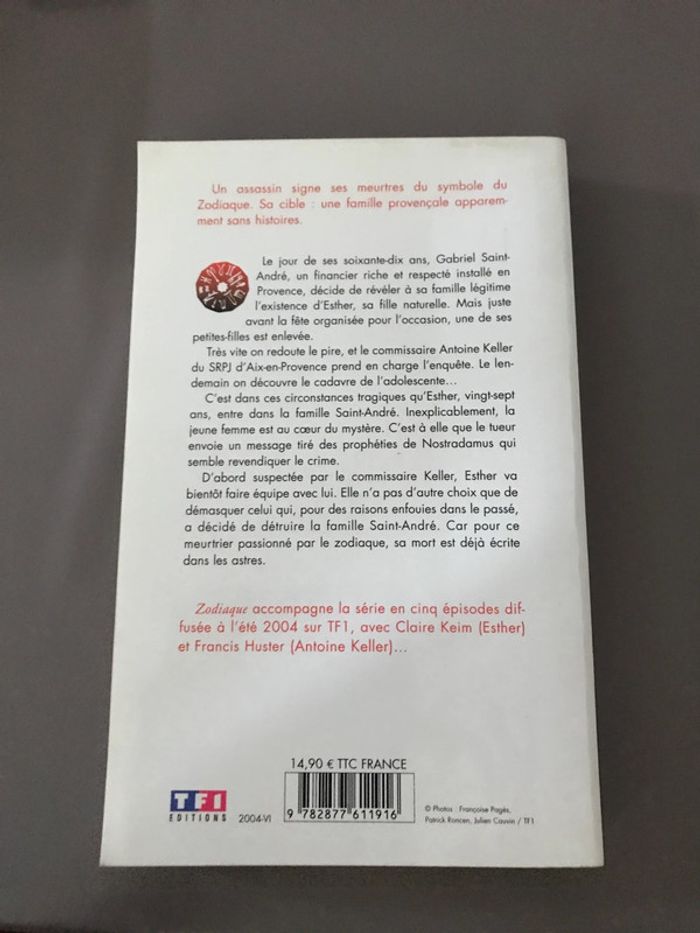 Un assassin signe ses meurtres du symbole du
Zodiaque. Sa cible : une famille provençale apparem-
ment sans histoires.
Le jour de ses soixante-dix ans, Gabriel Saint-
André, un financier riche et respecté installé en
Provence, décide de révéler à sa famille légitime
l'existence d'Esther, sa fille naturelle. Mais juste
avant la fête organisée pour l'occasion, une de ses
petites-filles est enlevée.
Très vite on redoute le pire, et le commissaire Antoine Keller
du SRPJ d'Aix-en-Provence prend en charge l'enquête. Le len-
demain on découvre le cadavre de l'adolescente...
C'est dans ces circonstances tragiques qu'Esther, vingt-sept
ans, entre dans la famille Saint-André. Inexplicablement, la
jeune femme est au cœur du mystère. C'est à elle que le tueur
envoie un message tiré des prophéties de Nostradamus qui
semble revendiquer le crime.
D'abord suspectée par le commissaire Keller, Esther va
bientôt faire équipe avec lui. Elle n'a pas d'autre choix que de
démasquer celui qui, pour des raisons enfouies dans le passé,
a décidé de détruire la famille Saint-André. Car pour ce
meurtrier passionné par le zodiaque, sa mort est déjà écrite
dans les astres.
Zodiaque accompagne la série en cinq épisodes dif-
fusée à l'été 2004 sur TF1, avec Claire Keim (Esther)
et Francis Huster (Antoine Keller)...
14,90 € TTC FRANCE
TF1
EDITIONS
2004-VI
9 782877 611916
© Photos : Françoise Pagès,
Patrick Roncen, Julien Cauvin / TF1